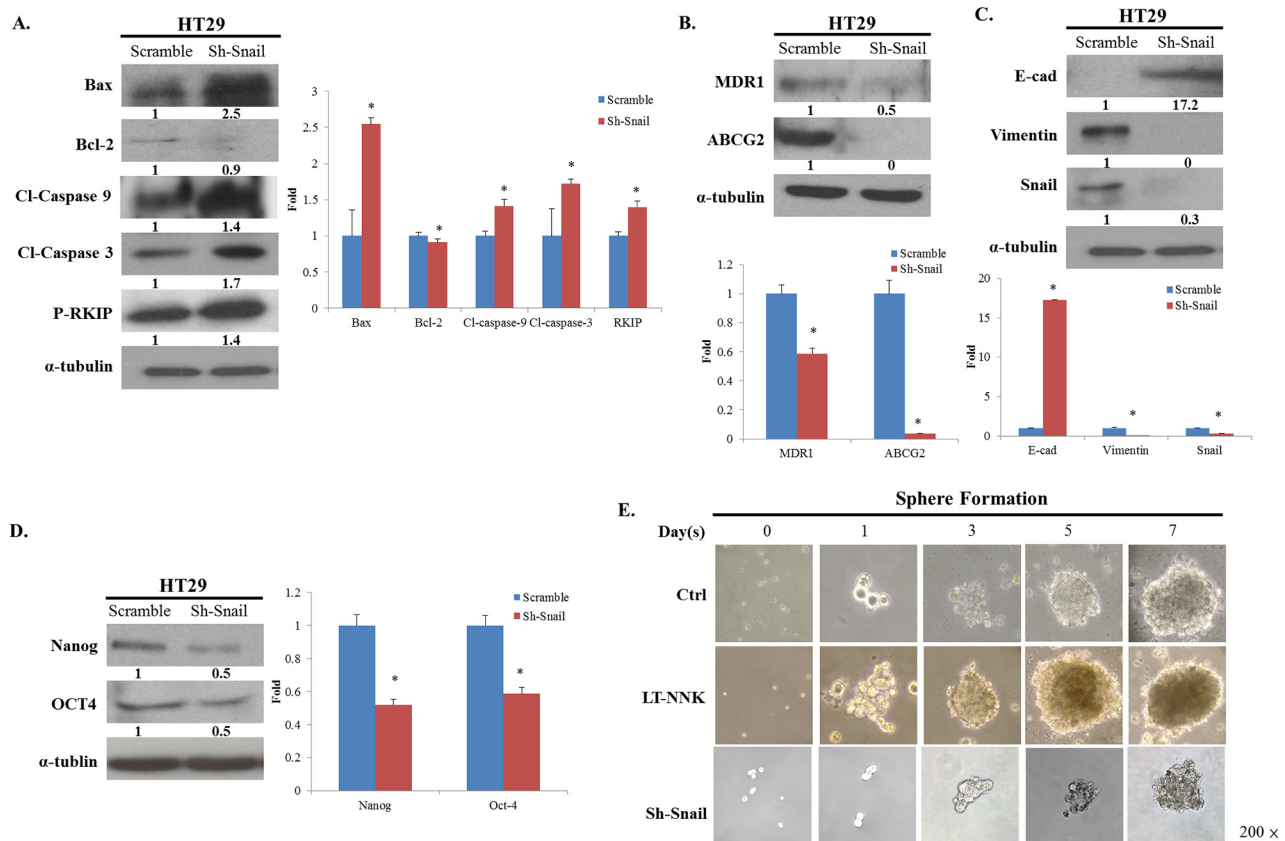 A.
HT29
Scramble Sh-Snail
Bax
1 2.5
Bcl-2
1 0.9
Cl-Caspase 9
1 1.4
Cl-Caspase 3
1 1.7
P-RKIP
1 1.4
α-tubulin
Scramble
Sh-Snail
Fold
3
2.5
2
1.5
1
0.5
0
* * * * *
Bax Bcl-2 Cl-caspase-9 Cl-caspase-3 RKIP
B.
HT29
Scramble Sh-Snail
MDR1
1 0.5
ABCG2
1 0
α-tubulin
Scramble
Sh-Snail
Fold
1.2
1
0.8
0.6
0.4
0.2
0
* *
MDR1 ABCG2
C.
HT29
Scramble Sh-Snail
E-cad
1 17.2
Vimentin
1 0
Snail
1 0.3
α-tubulin
Scramble
Sh-Snail
Fold
20
15
10
5
0
* * *
E-cad Vimentin Snail
D.
HT29
Scramble Sh-Snail
Nanog
1 0.5
OCT4
1 0.5
α-tublin
Scramble
Sh-Snail
Fold
1.2
1
0.8
0.6
0.4
0.2
0
* *
Nanog Oct-4
E.
Sphere Formation
Day(s) 0 1 3 5 7
Ctrl
LT-NNK
Sh-Snail
200 ×